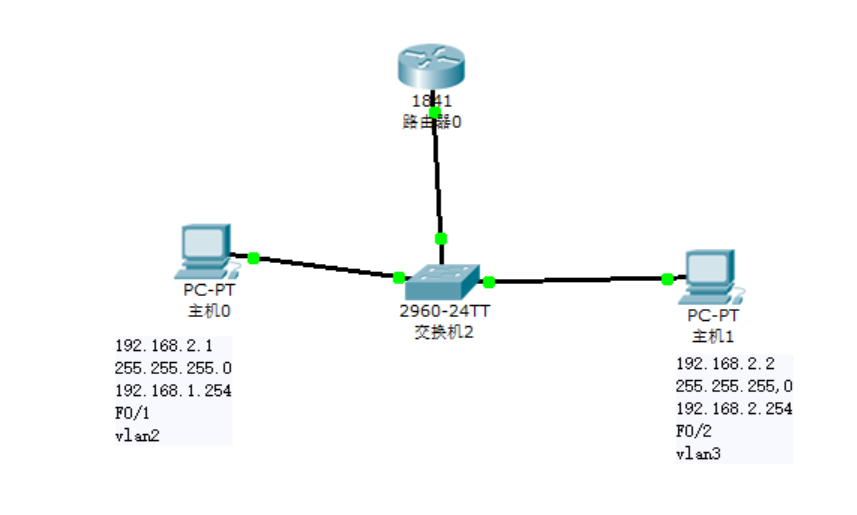 1841
路由器0
PC-PT
主机0
192.168.2.1
255.255.255.0
192.168.1.254
F0/1
vlan2
2960-24TT
交换机2
PC-PT
主机1
192.168.2.2
255.255.255,0
192.168.2.254
F0/2
vlan3